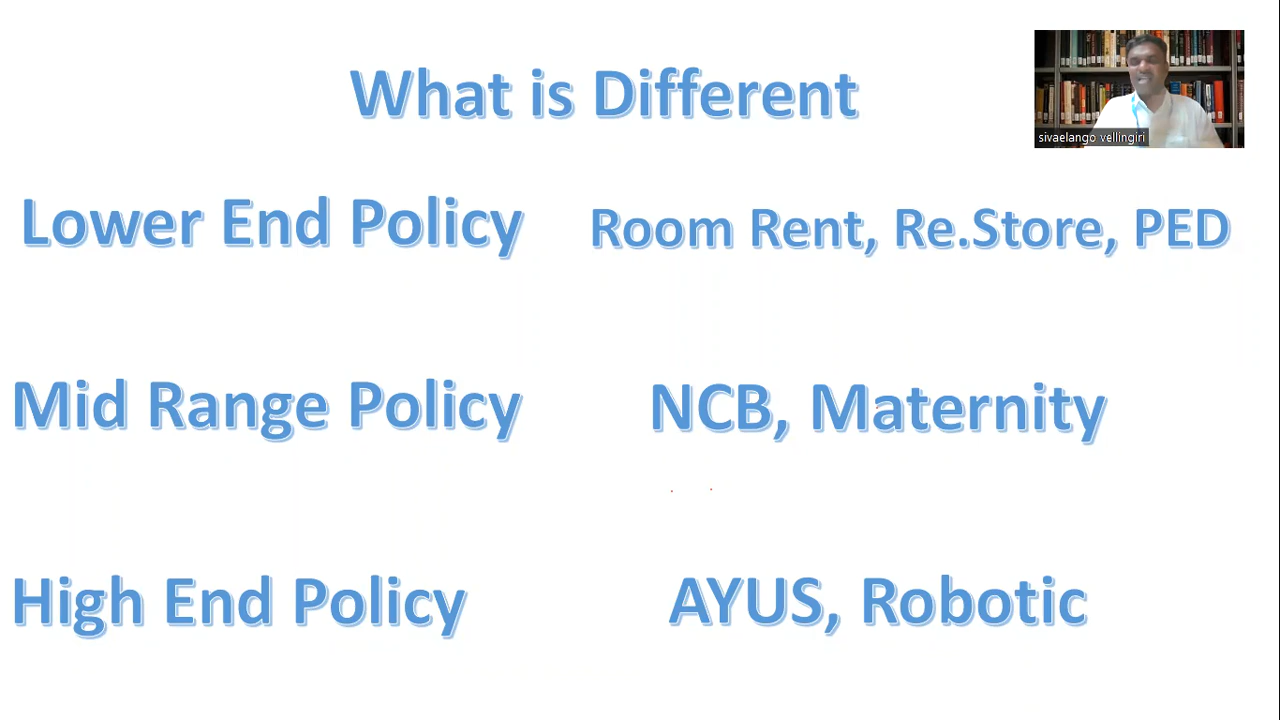 What is Different
sivaelango vellingiri
Lower End Policy
Room Rent, Re.Store, PED
Mid Range Policy
NCB, Maternity
High End Policy
AYUS, Robotic